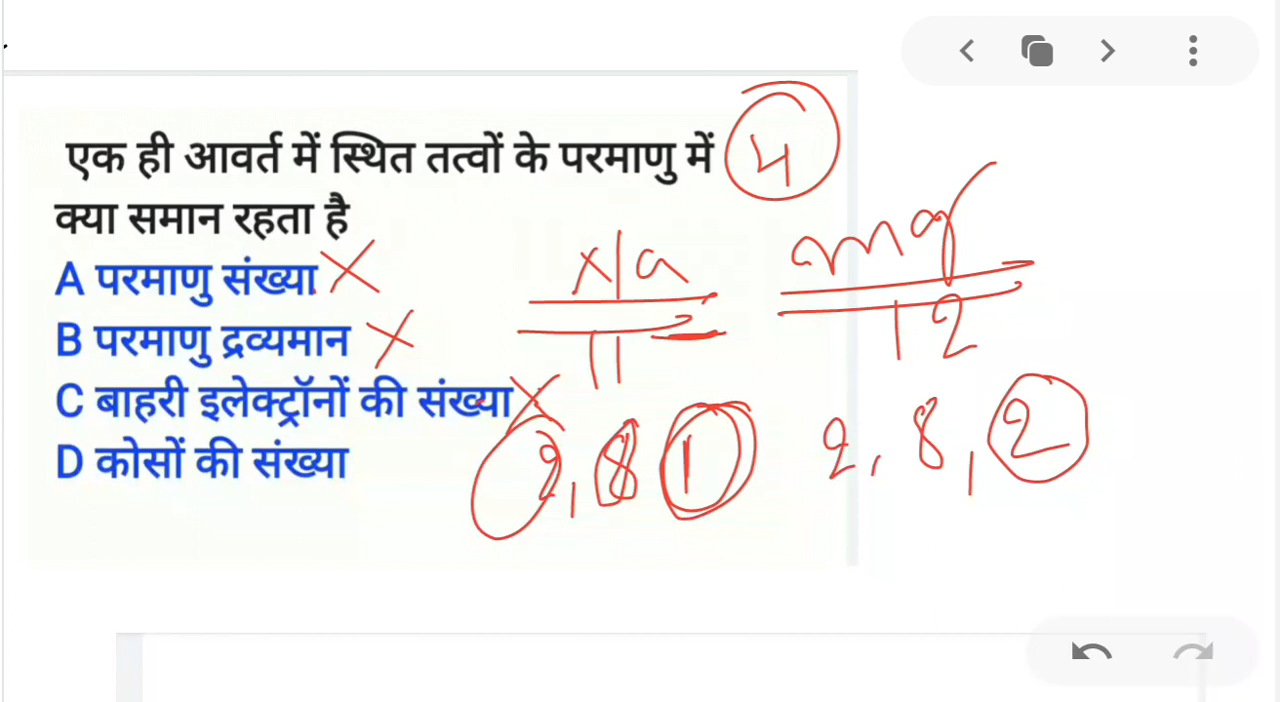 एक ही आवर्त में स्थित तत्वों के परमाणु में 4
क्या समान रहता है
A परमाणु संख्या
B परमाणु द्रव्यमान
C बाहरी इलेक्ट्रॉनों की संख्या
D कोसों की संख्या
Na mg
11 12
2, 8 1 2, 8, 2